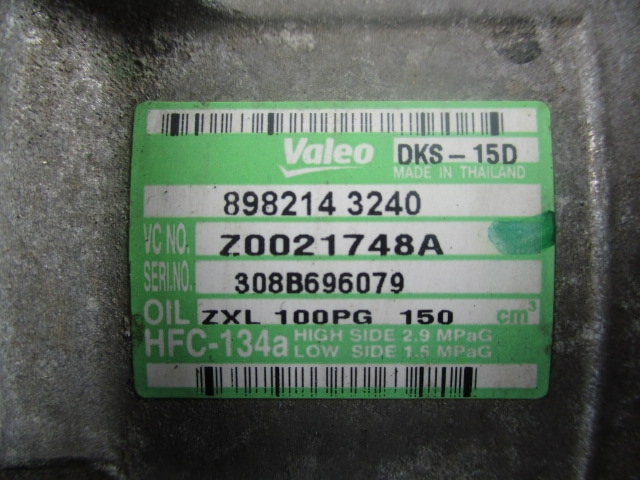 Valeo DKS-15D
MADE IN THAILAND
898214 3240
VC NO. Z0021748A
SERI.NO. 308B696079
OIL ZXL 100PG 150 cm³
HFC-134a HIGH SIDE 2.9 MPaG
LOW SIDE 1.5 MPaG